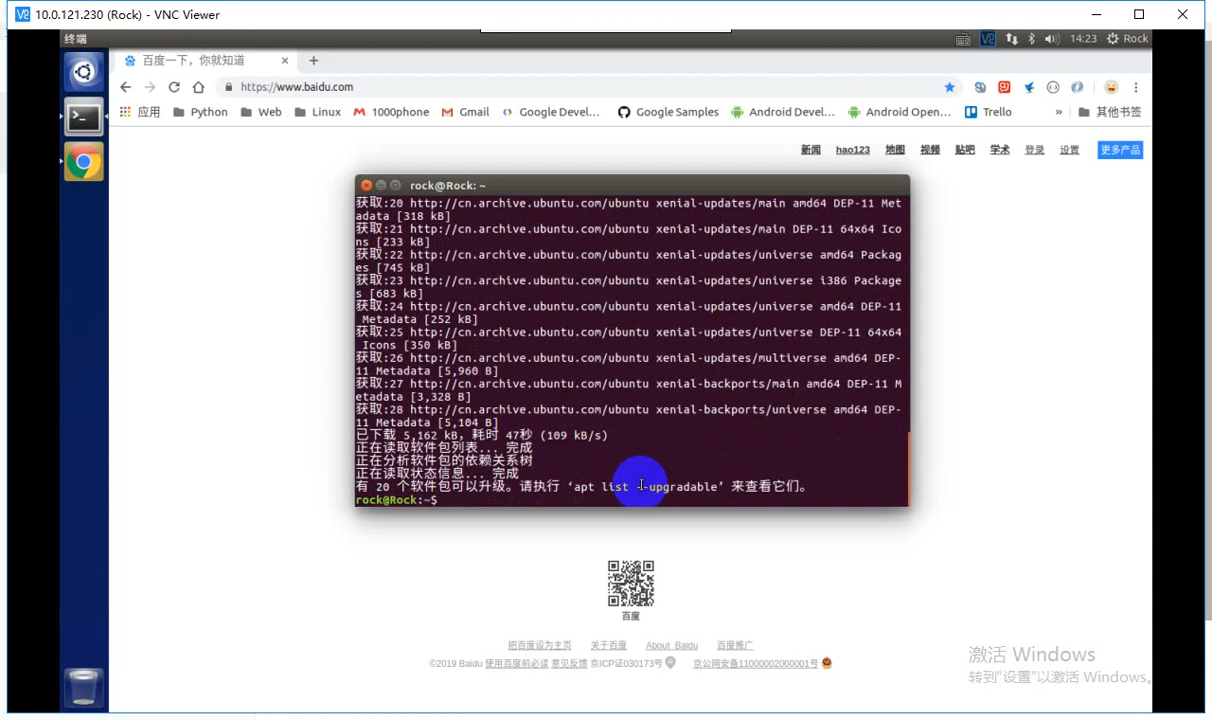 10.0.121.230 (Rock) - VNC Viewer
终端
14:23
Rock
百度一下，你就知道
https://www.baidu.com
应用 Python Web Linux 1000phone Gmail Google Devel... Google Samples Android Devel... Android Open... Trello » 其他书签
新闻 hao123 地图 视频 贴吧 学术 登录 设置 更多产品
rock@Rock: ~
获取:20 http://cn.archive.ubuntu.com/ubuntu xenial-updates/main amd64 DEP-11 Met
adata [318 kB]
获取:21 http://cn.archive.ubuntu.com/ubuntu xenial-updates/main DEP-11 64x64 Ico
ns [233 kB]
获取:22 http://cn.archive.ubuntu.com/ubuntu xenial-updates/universe amd64 Packag
es [745 kB]
获取:23 http://cn.archive.ubuntu.com/ubuntu xenial-updates/universe i386 Package
s [683 kB]
获取:24 http://cn.archive.ubuntu.com/ubuntu xenial-updates/universe amd64 DEP-11
 Metadata [252 kB]
获取:25 http://cn.archive.ubuntu.com/ubuntu xenial-updates/universe DEP-11 64x64
 Icons [350 kB]
获取:26 http://cn.archive.ubuntu.com/ubuntu xenial-updates/multiverse amd64 DEP-
11 Metadata [5,960 B]
获取:27 http://cn.archive.ubuntu.com/ubuntu xenial-backports/main amd64 DEP-11 M
etadata [3,328 B]
获取:28 http://cn.archive.ubuntu.com/ubuntu xenial-backports/universe amd64 DEP-
11 Metadata [5,104 B]
已下载 5,162 kB，耗时 47秒 (109 kB/s)
正在读取软件包列表... 完成
正在分析软件包的依赖关系树
正在读取状态信息... 完成
有 20 个软件包可以升级。请执行 ‘apt list --upgradable’ 来查看它们。
rock@Rock:~$
百度
把百度设为主页 关于百度 About Baidu 百度推广
©2019 Baidu 使用百度前必读 意见反馈 京ICP证030173号 京公网安备11000002000001号
激活 Windows
转到“设置”以激活 Windows。